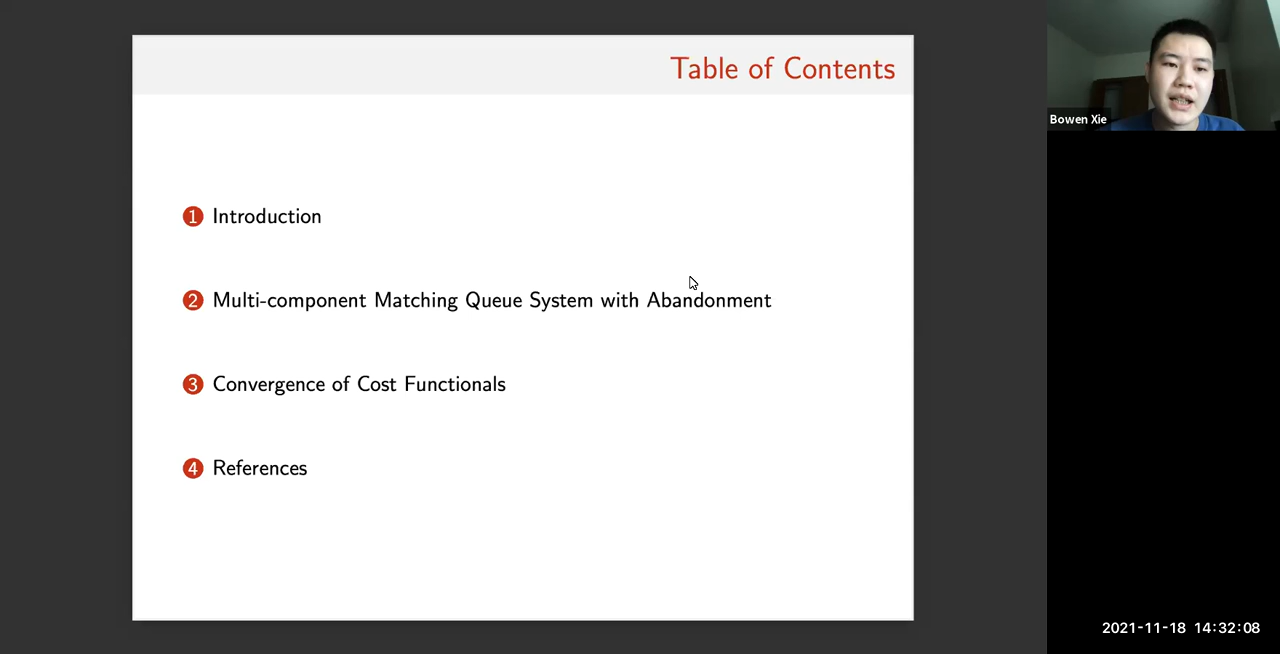 Table of Contents
Bowen Xie
1 Introduction
2 Multi-component Matching Queue System with Abandonment
3 Convergence of Cost Functionals
4 References
2021-11-18 14:32:08